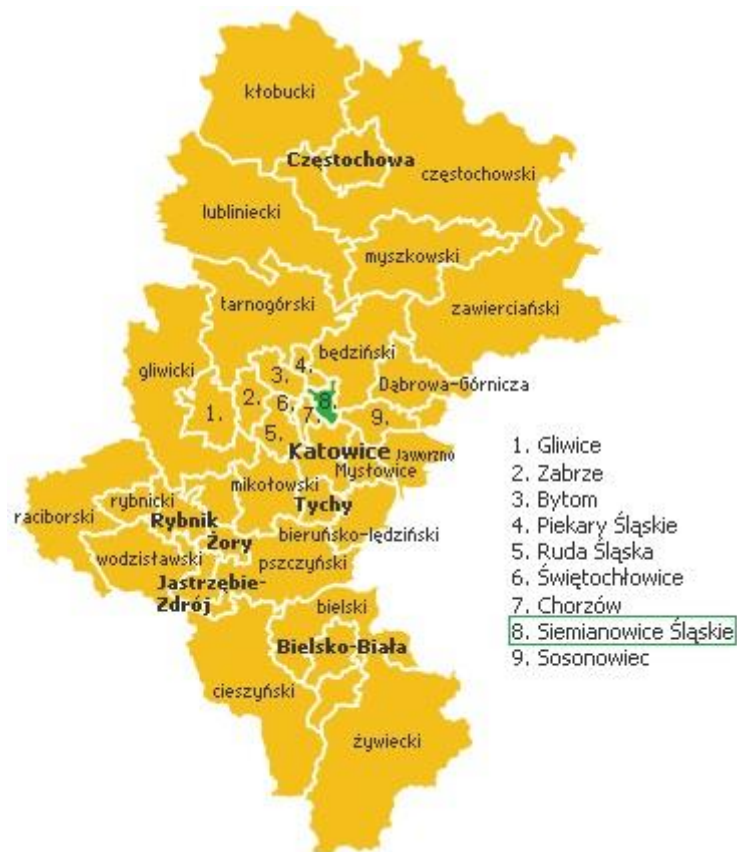 kłobucki
Częstochowa
częstochowski
lubliniecki
myszkowski
tarnogórski
zawierciański
gliwicki
będziński
4.
3.
Dąbrowa-Górnicza
2.
8.
1.
6.
7.
9.
5.
Katowice
Jaworzno
Mysłowice
mikołowski
rybnicki
Tychy
raciborski
Rybnik
bieruńsko-lędziński
Żory
wodzisławski
pszczyński
Jastrzębie-
Zdrój
bielski
Bielsko-Biała
cieszyński
żywiecki
1. Gliwice
2. Zabrze
3. Bytom
4. Piekary Śląskie
5. Ruda Śląska
6. Świętochłowice
7. Chorzów
8. Siemianowice Śląskie
9. Sosonowiec